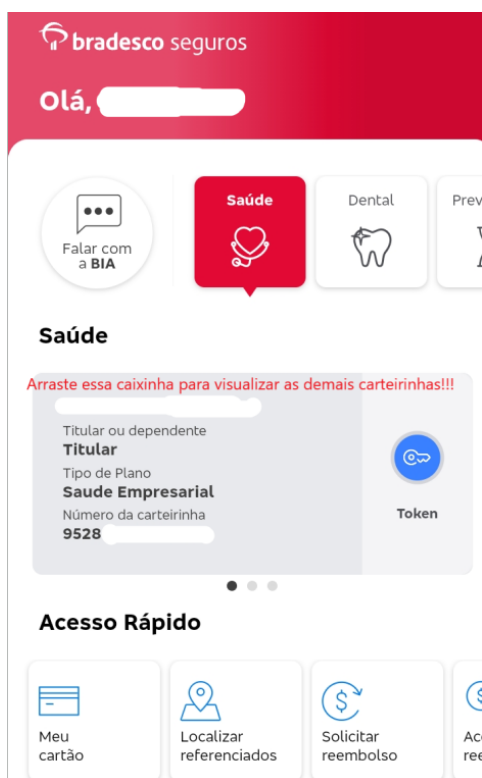 bradesco seguros
Olá,
Falar com
a BIA
Saúde
Dental
Prev
Saúde
Arraste essa caixinha para visualizar as demais carteirinhas!!!
Titular ou dependente
Titular
Tipo de Plano
Saude Empresarial
Número da carteirinha
9528
Token
Acesso Rápido
Meu
cartão
Localizar
referenciados
Solicitar
reembolso